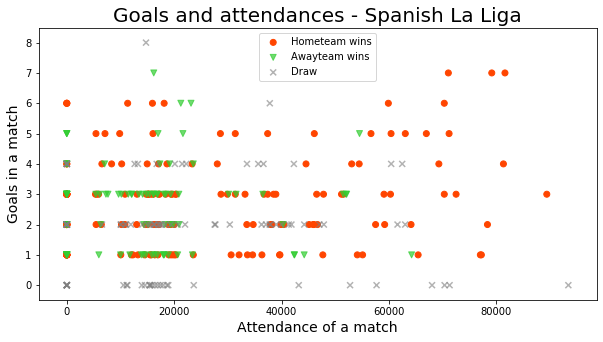 Goals and attendances - Spanish La Liga
Hometeam wins
Awayteam wins
Draw
Goals in a match
8
7
6
5
4
3
2
1
0
0 20000 40000 60000 80000
Attendance of a match